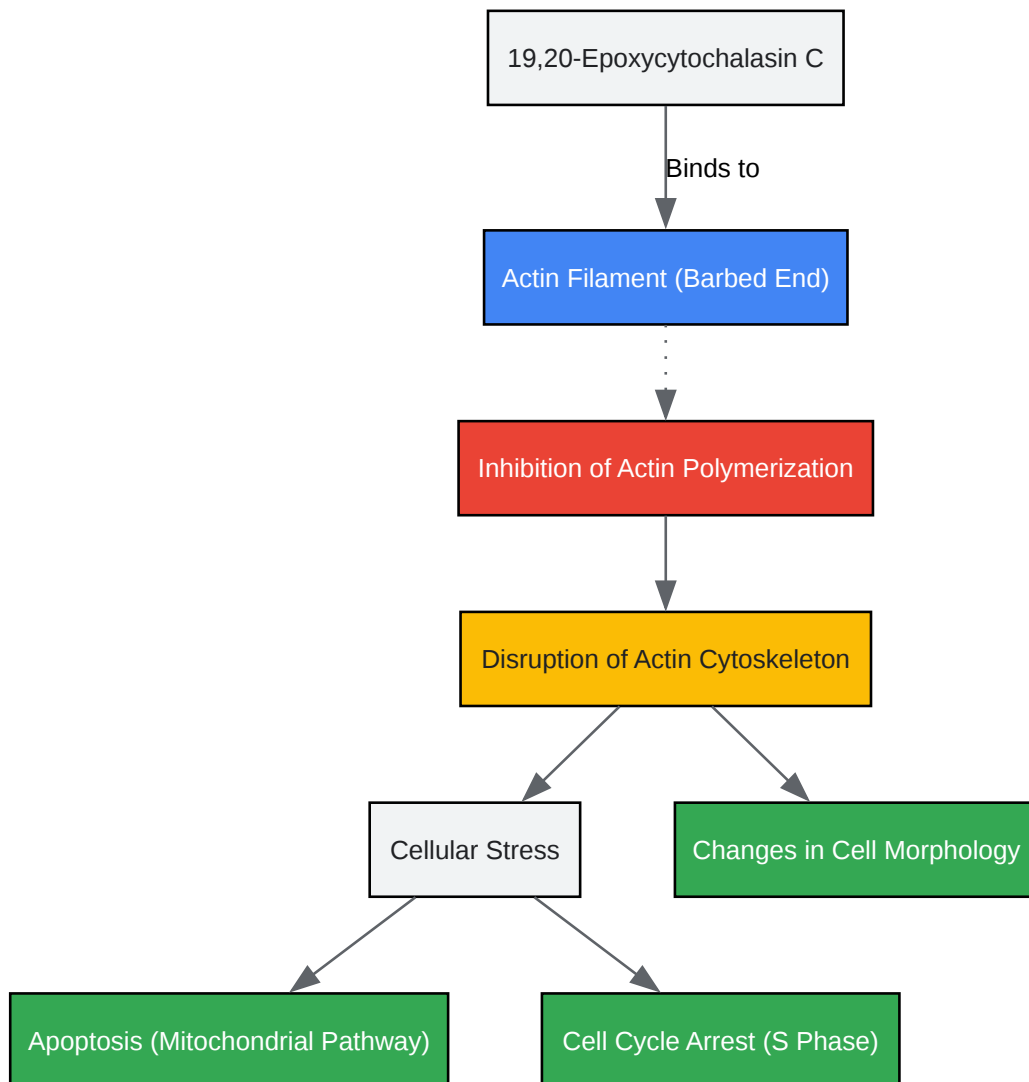 19,20-Epoxycytochalasin C
Binds to
Actin Filament (Barbed End)
Inhibition of Actin Polymerization
Disruption of Actin Cytoskeleton
Cellular Stress
Changes in Cell Morphology
Apoptosis (Mitochondrial Pathway)
Cell Cycle Arrest (S Phase)